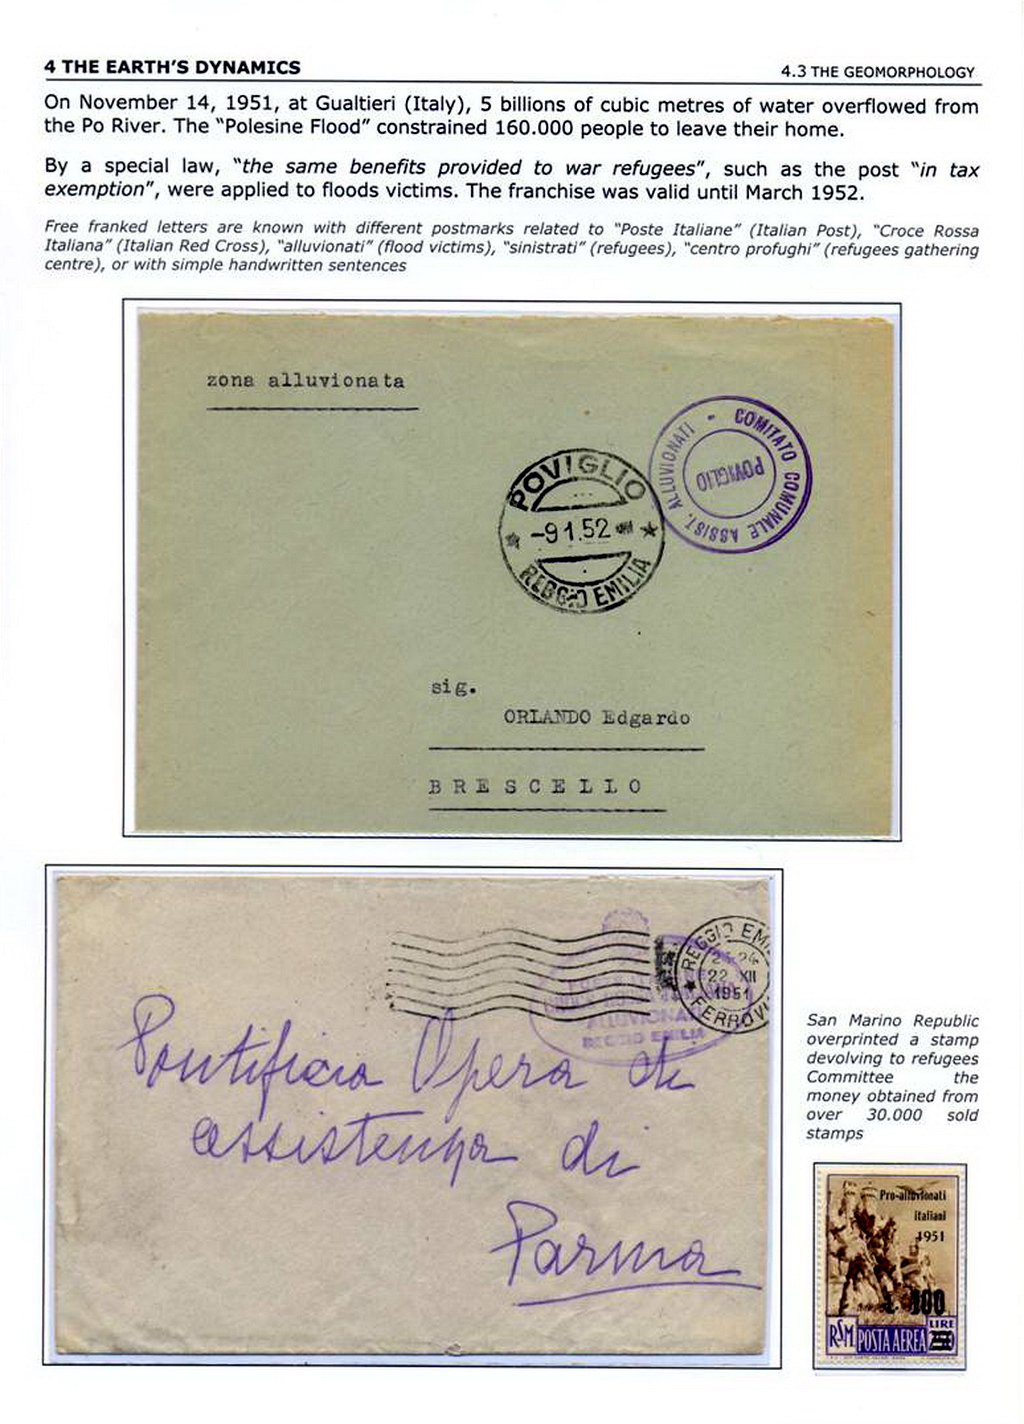 4 THE EARTH'S DYNAMICS
4.3 THE GEOMORPHOLOGY
On November 14, 1951, at Gualtieri (Italy), 5 billions of cubic metres of water overflowed from
the Po River. The "Polesine Flood" constrained 160.000 people to leave their home.
By a special law, "the same benefits provided to war refugees", such as the post "in tax
exemption", were applied to floods victims. The franchise was valid until March 1952.
Free franked letters are known with different postmarks related to "Poste Italiane" (Italian Post), "Croce Rossa
Italiana" (Italian Red Cross), "alluvionati" (flood victims), "sinistrati" (refugees), "centro profughi" (refugees gathering
centre), or with simple handwritten sentences
zona alluvionata
COMITATO COMUNALE ASSIST. ALLUVIONATI -
POVIGLIO
POVIGLIO
-9 1.52
REGGIO EMILIA
sig.
ORLANDO Edgardo
BRESCELLO
REGGIO EMI
22 XII
1951
FERROV
ALLUVIONATI
REGGIO EMILIA
Pontificia Opera di
assistenza di
Parma
San Marino Republic
overprinted a stamp
devolving to refugees
Committee the
money obtained from
over 30.000 sold
stamps
Pro-alluvionati
italiani
1951
L. 100
LIRE
RSM POSTA AEREA 250